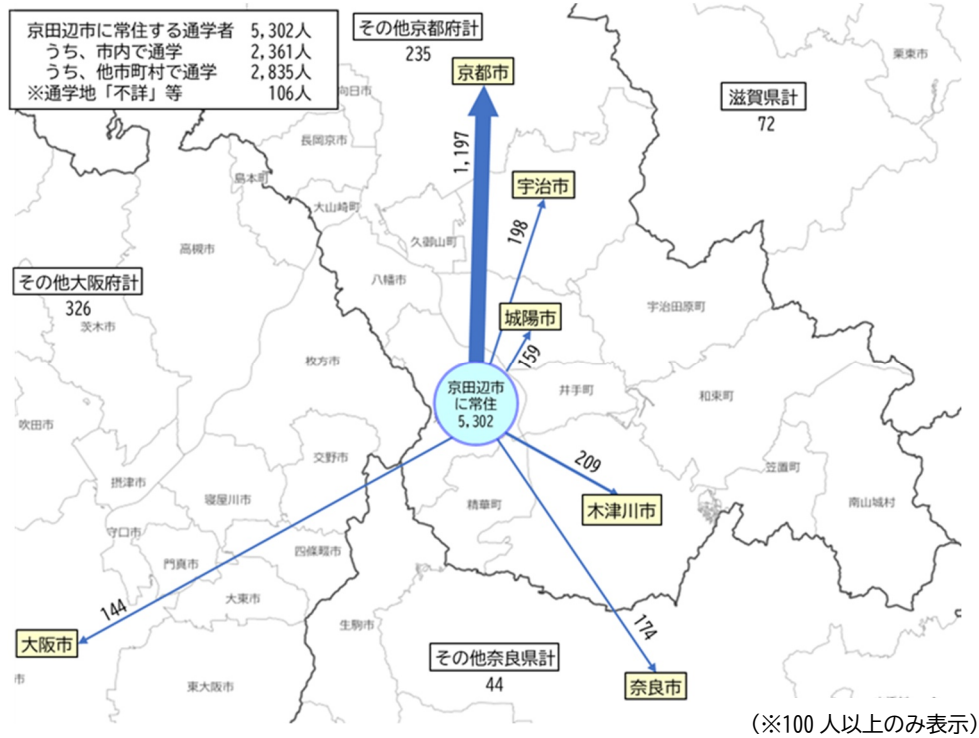 京田辺市に常住する通学者 5,302人
うち、市内で通学 2,361人
うち、他市町村で通学 2,835人
※通学地「不詳」等 106人
その他京都府計
235
京都市
栗東市
向日市
滋賀県計
72
長岡京市
1,197
島本町
宇治市
大山崎町
198
久御山町
高槻市
八幡市
その他大阪府計
326
宇治田原町
城陽市
茨木市
159
枚方市
京田辺市
に常住
5,302
井手町
和束町
吹田市
交野市
209
笠置町
摂津市
寝屋川市
精華町
木津川市
南山城村
守口市
門真市
四條畷市
大東市
144
生駒市
174
大阪市
その他奈良県計
44
市
東大阪市
奈良市
(※100 人以上のみ表示)